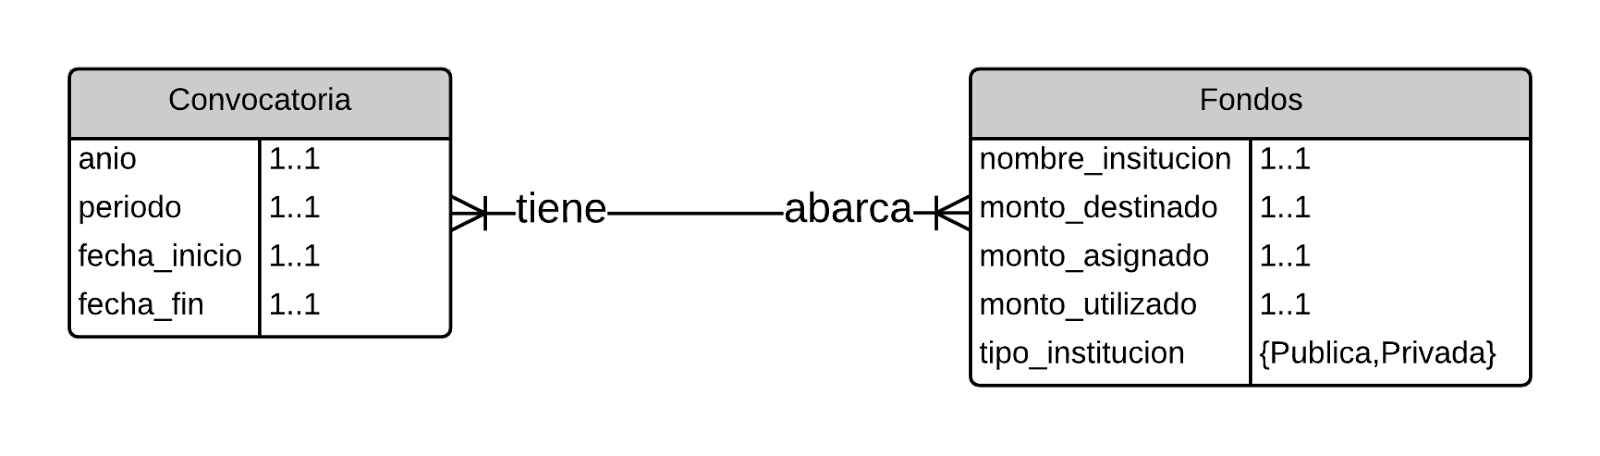 Convocatoria
anio 1..1
periodo 1..1
fecha_inicio 1..1
fecha_fin 1..1
tiene
abarca
Fondos
nombre_insitucion 1..1
monto_destinado 1..1
monto_asignado 1..1
monto_utilizado 1..1
tipo_institucion {Publica,Privada}